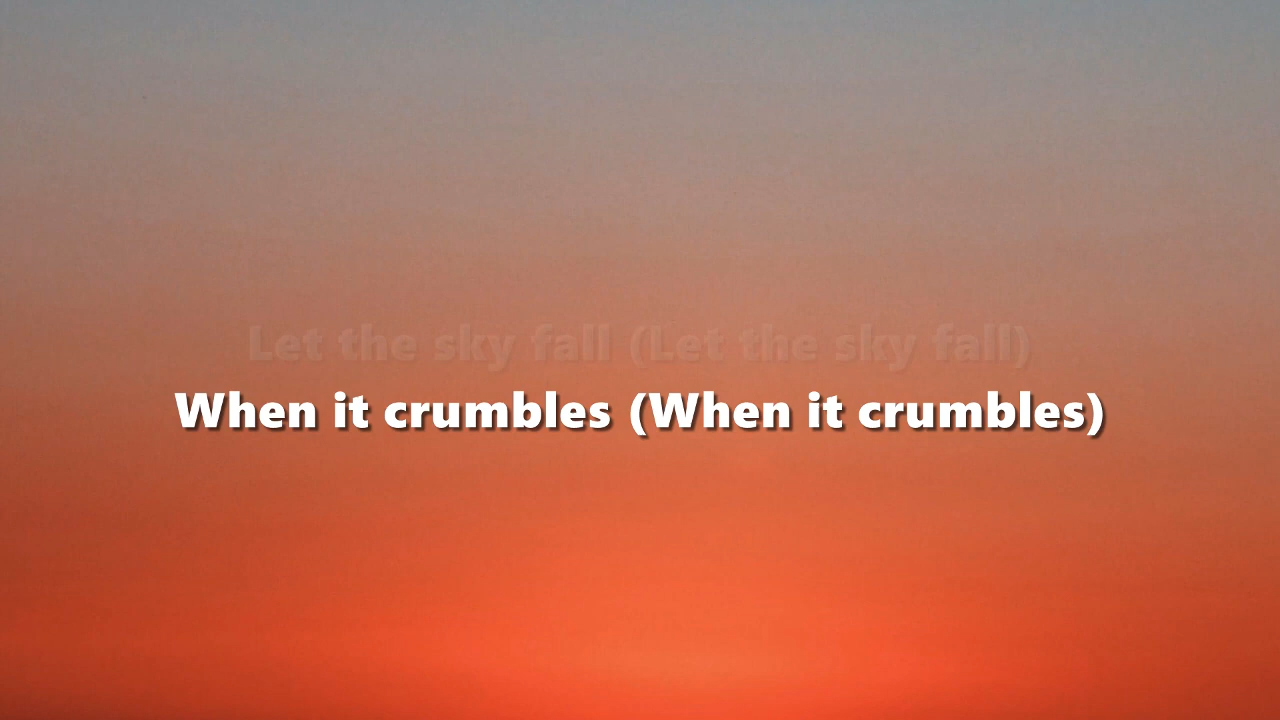 Let the sky fall (Let the sky fall)
When it crumbles (When it crumbles)